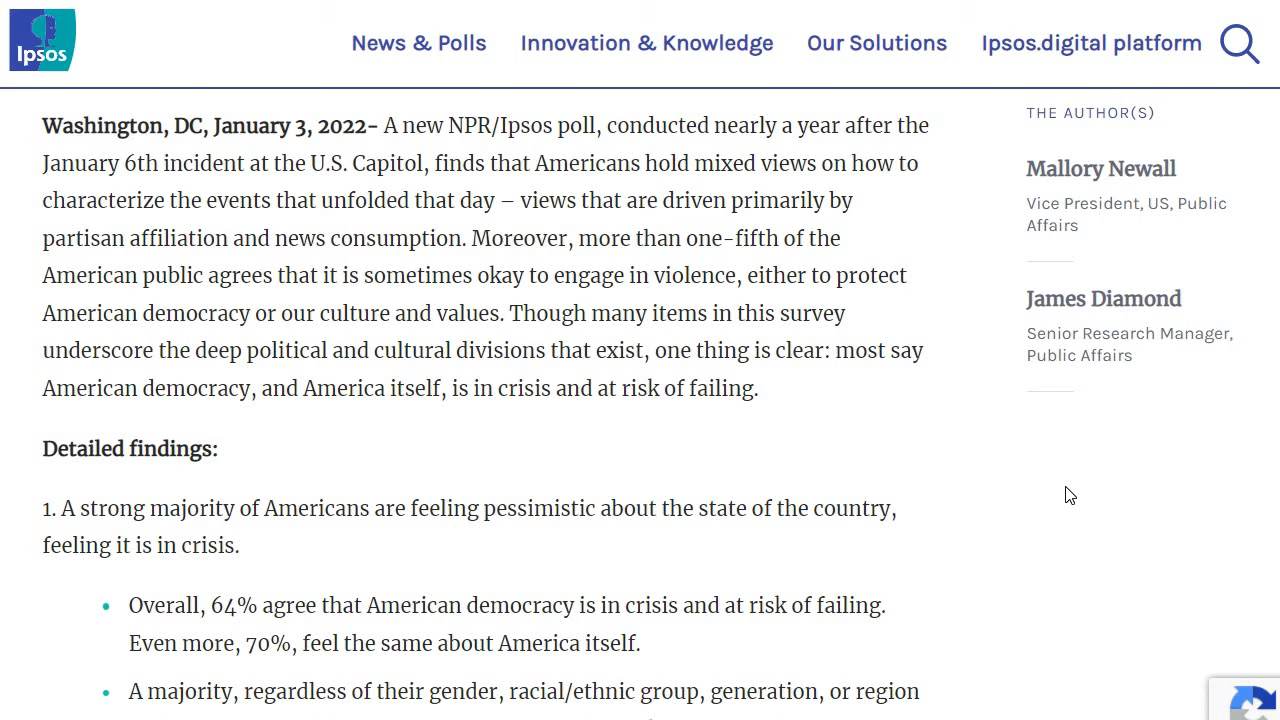 Ipsos
News & Polls
Innovation & Knowledge
Our Solutions
Ipsos.digital platform
Washington, DC, January 3, 2022- A new NPR/Ipsos poll, conducted nearly a year after the
January 6th incident at the U.S. Capitol, finds that Americans hold mixed views on how to
characterize the events that unfolded that day – views that are driven primarily by
partisan affiliation and news consumption. Moreover, more than one-fifth of the
American public agrees that it is sometimes okay to engage in violence, either to protect
American democracy or our culture and values. Though many items in this survey
underscore the deep political and cultural divisions that exist, one thing is clear: most say
American democracy, and America itself, is in crisis and at risk of failing.
Detailed findings:
1. A strong majority of Americans are feeling pessimistic about the state of the country,
feeling it is in crisis.
• Overall, 64% agree that American democracy is in crisis and at risk of failing.
Even more, 70%, feel the same about America itself.
• A majority, regardless of their gender, racial/ethnic group, generation, or region
THE AUTHOR(S)
Mallory Newall
Vice President, US, Public
Affairs
James Diamond
Senior Research Manager,
Public Affairs